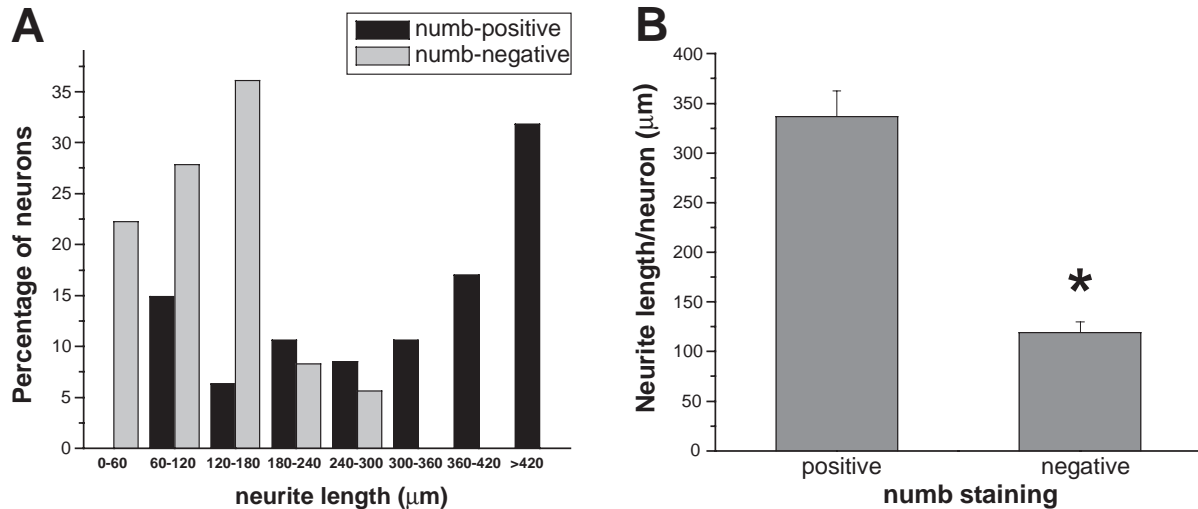 A
numb-positive
numb-negative
Percentage of neurons
35
30
25
20
15
10
5
0
0-60 60-120 120-180 180-240 240-300 300-360 360-420 >420
neurite length (μm)
B
Neurite length/neuron (μm)
400
350
300
250
200
150
100
50
0
*
positive negative
numb staining